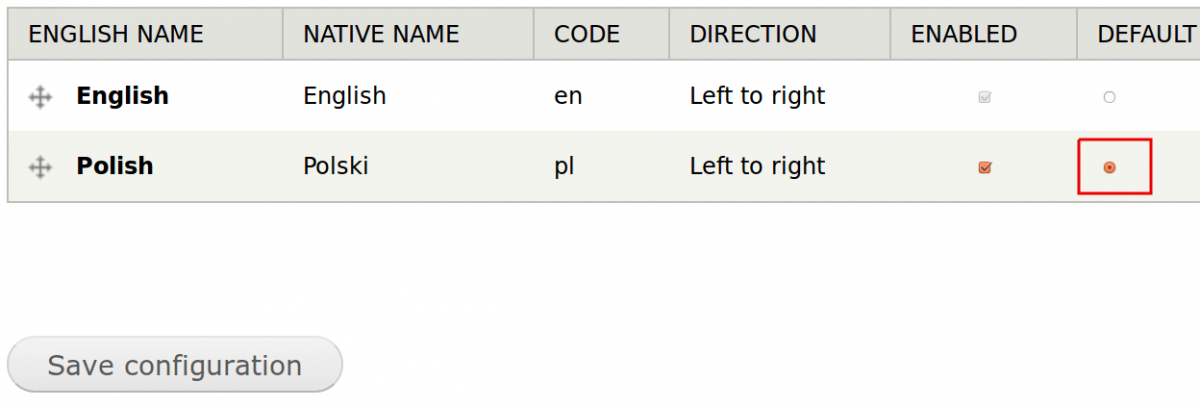 ENGLISH NAME NATIVE NAME CODE DIRECTION ENABLED DEFAULT
English English en Left to right
Polish Polski pl Left to right
Save configuration